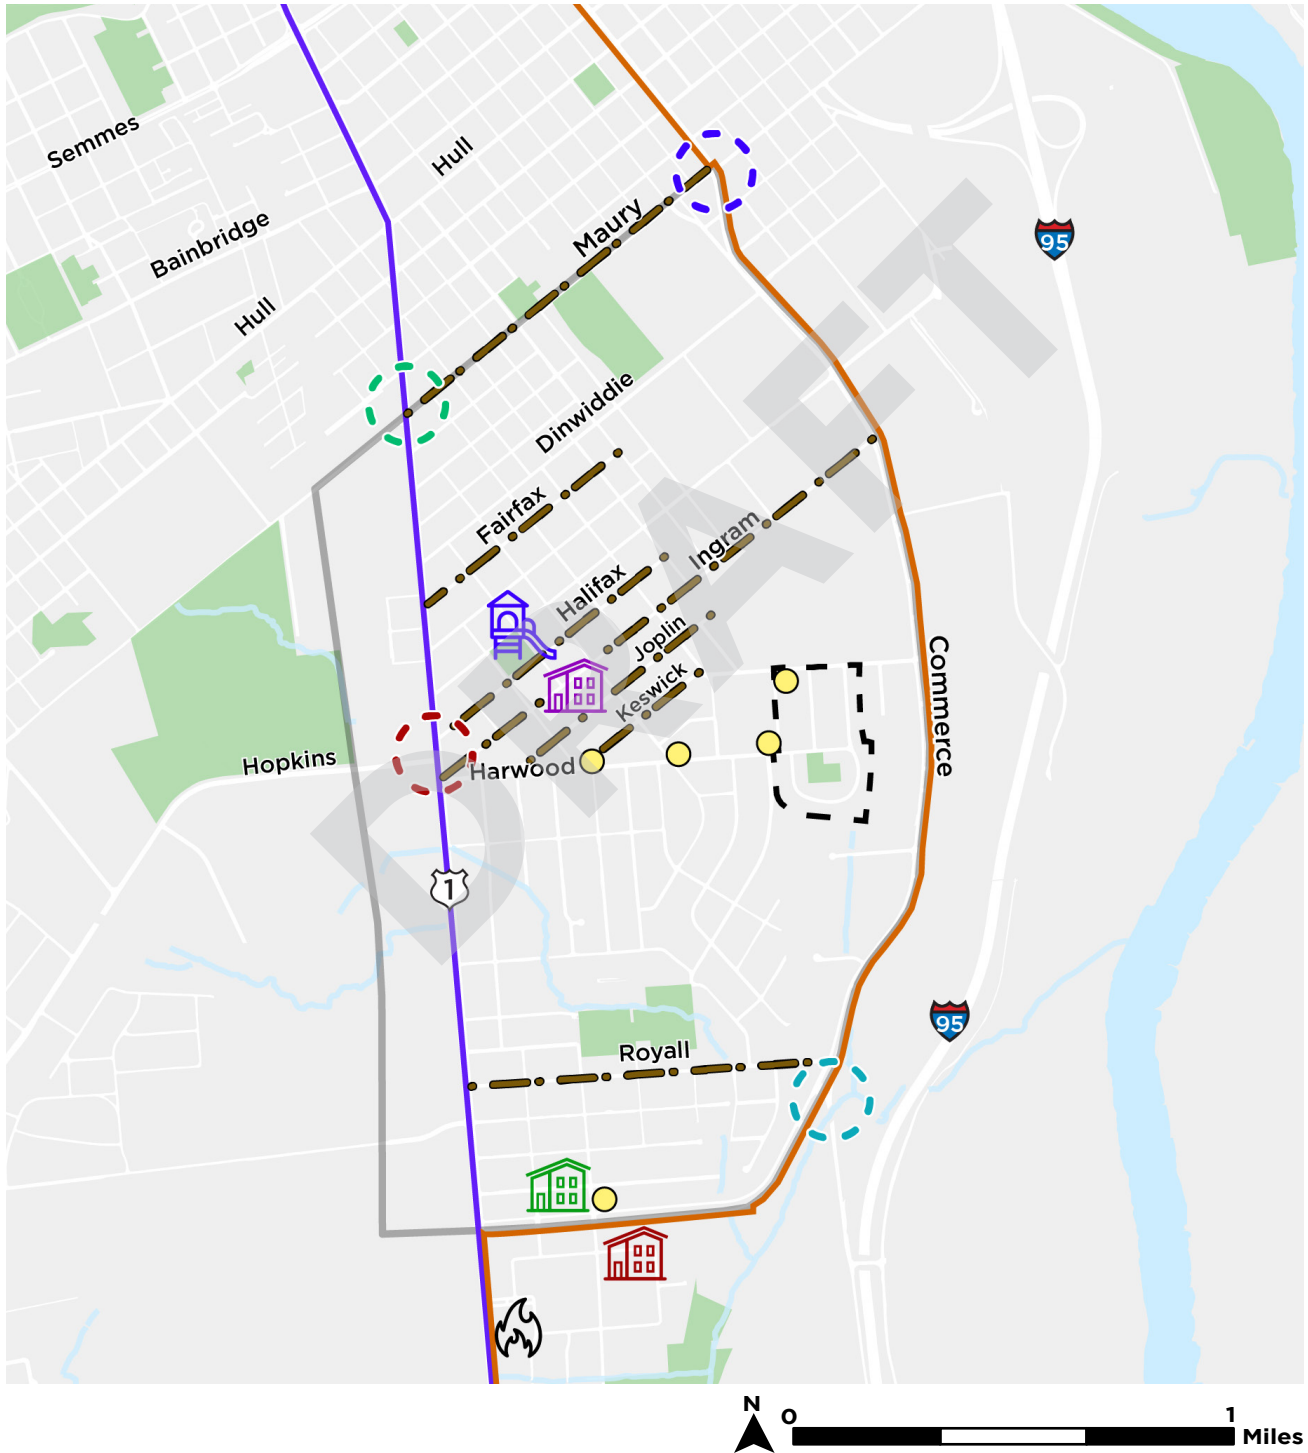 Semmes
Hull
Bainbridge
Maury
95
Hull
Dinwiddie
Fairfax
Ingram
Halifax
Joplin
Keswick
Commerce
Hopkins
Harwood
1
95
Royall
DRAFT
N
0
1
Miles